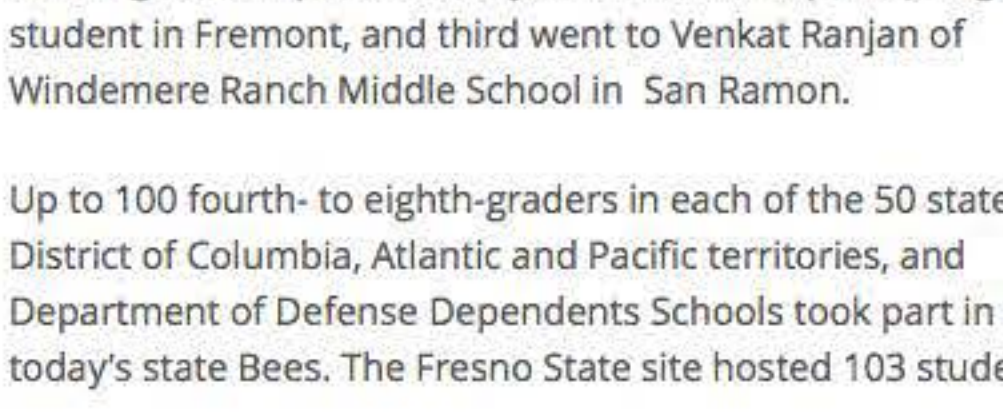 student in Fremont, and third went to Venkat Ranjan of
Windemere Ranch Middle School in  San Ramon.
Up to 100 fourth- to eighth-graders in each of the 50 state
District of Columbia, Atlantic and Pacific territories, and
Department of Defense Dependents Schools took part in
today's state Bees. The Fresno State site hosted 103 stude